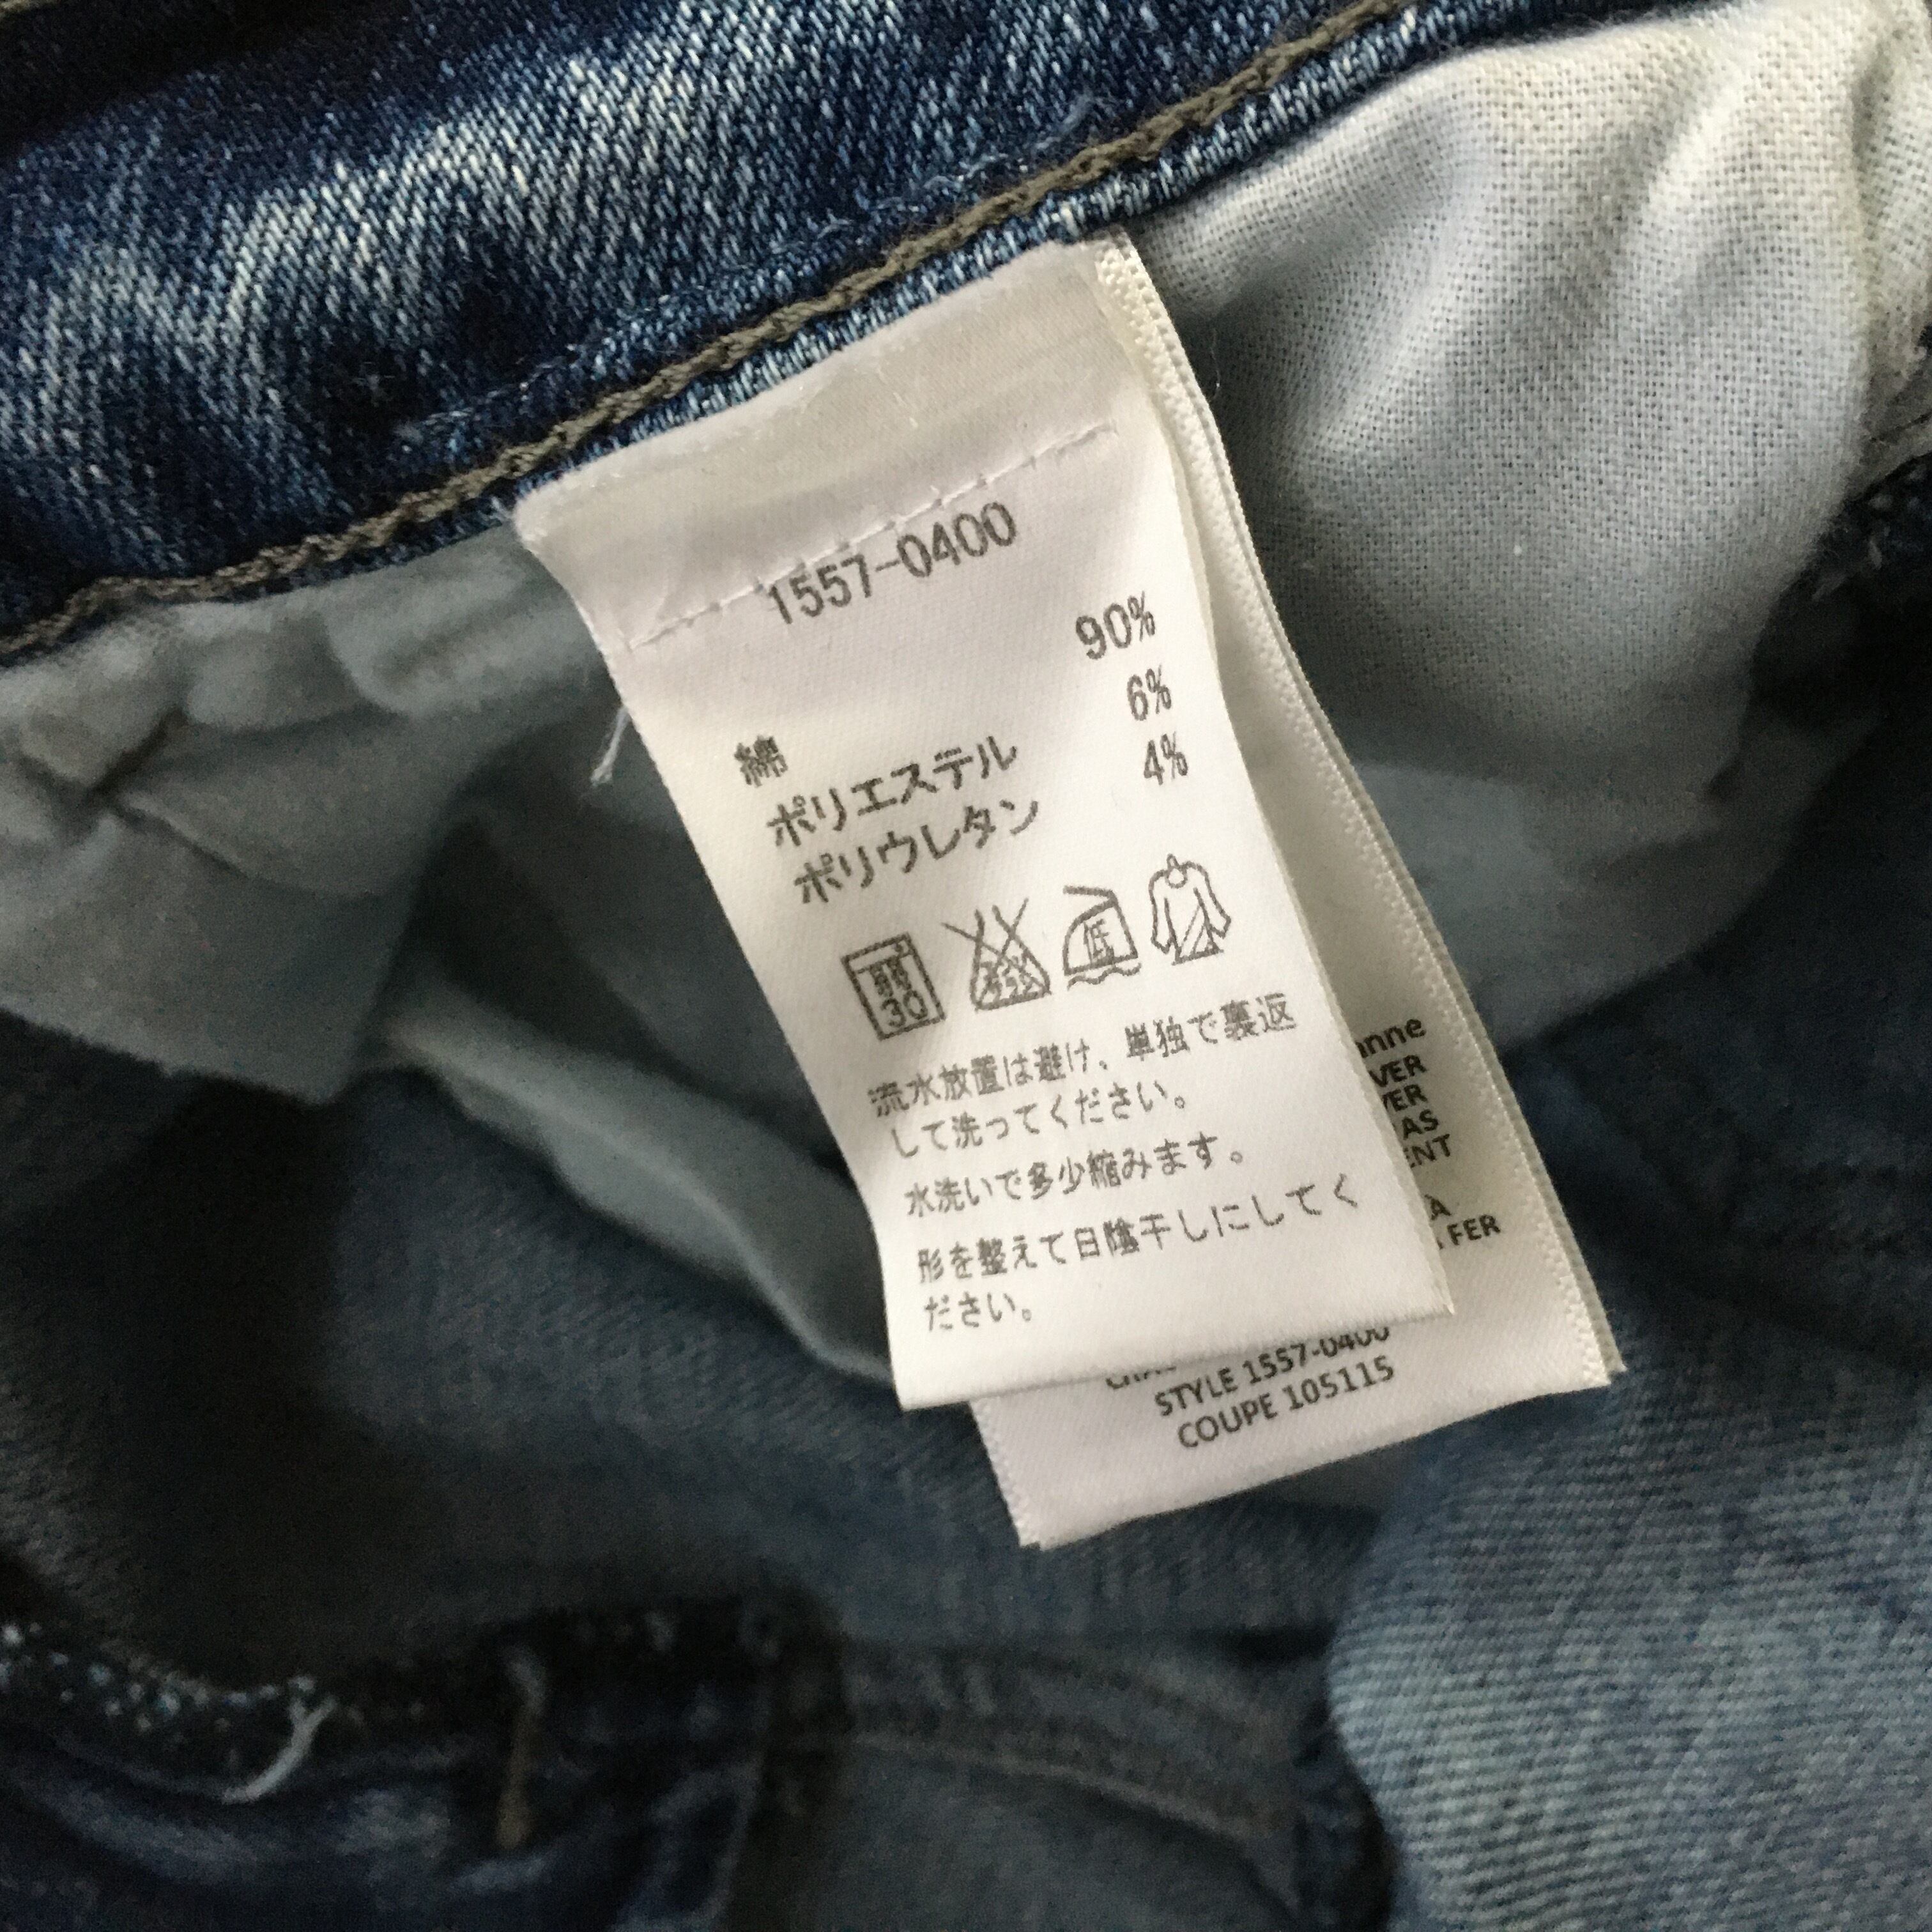 1557-0400
綿 90%
ポリエステル 6%
ポリウレタン 4%
30
低
流水放置は避け、単独で裏返
して洗ってください。
水洗いで多少縮みます。
形を整えて日陰干しにしてく
ださい。
À
FER
STYLE 1557-0400
COUPE 105115